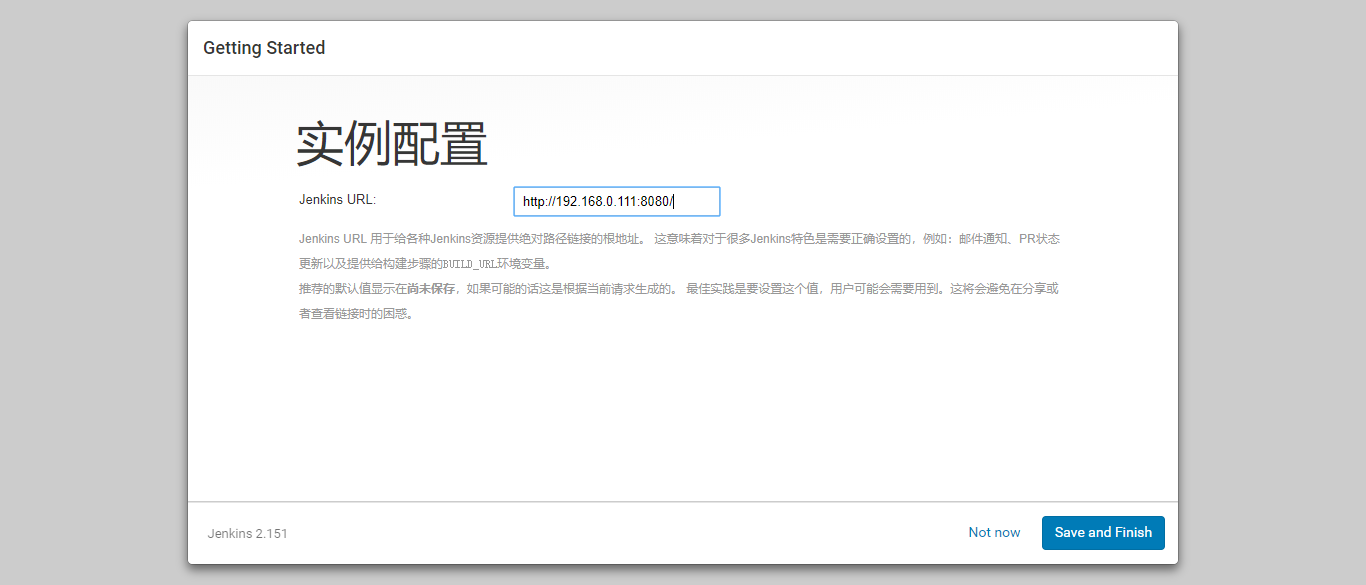 Getting Started
实例配置
Jenkins URL: http://192.168.0.111:8080/
Jenkins URL 用于给各种Jenkins资源提供绝对路径链接的根地址。 这意味着对于很多Jenkins特色是需要正确设置的，例如：邮件通知、PR状态
更新以及提供给构建步骤的BUILD_URL环境变量。
推荐的默认值显示在尚未保存，如果可能的话这是根据当前请求生成的。 最佳实践是要设置这个值，用户可能会需要用到。这将会避免在分享或
者查看链接时的困惑。
Jenkins 2.151 Not now Save and Finish